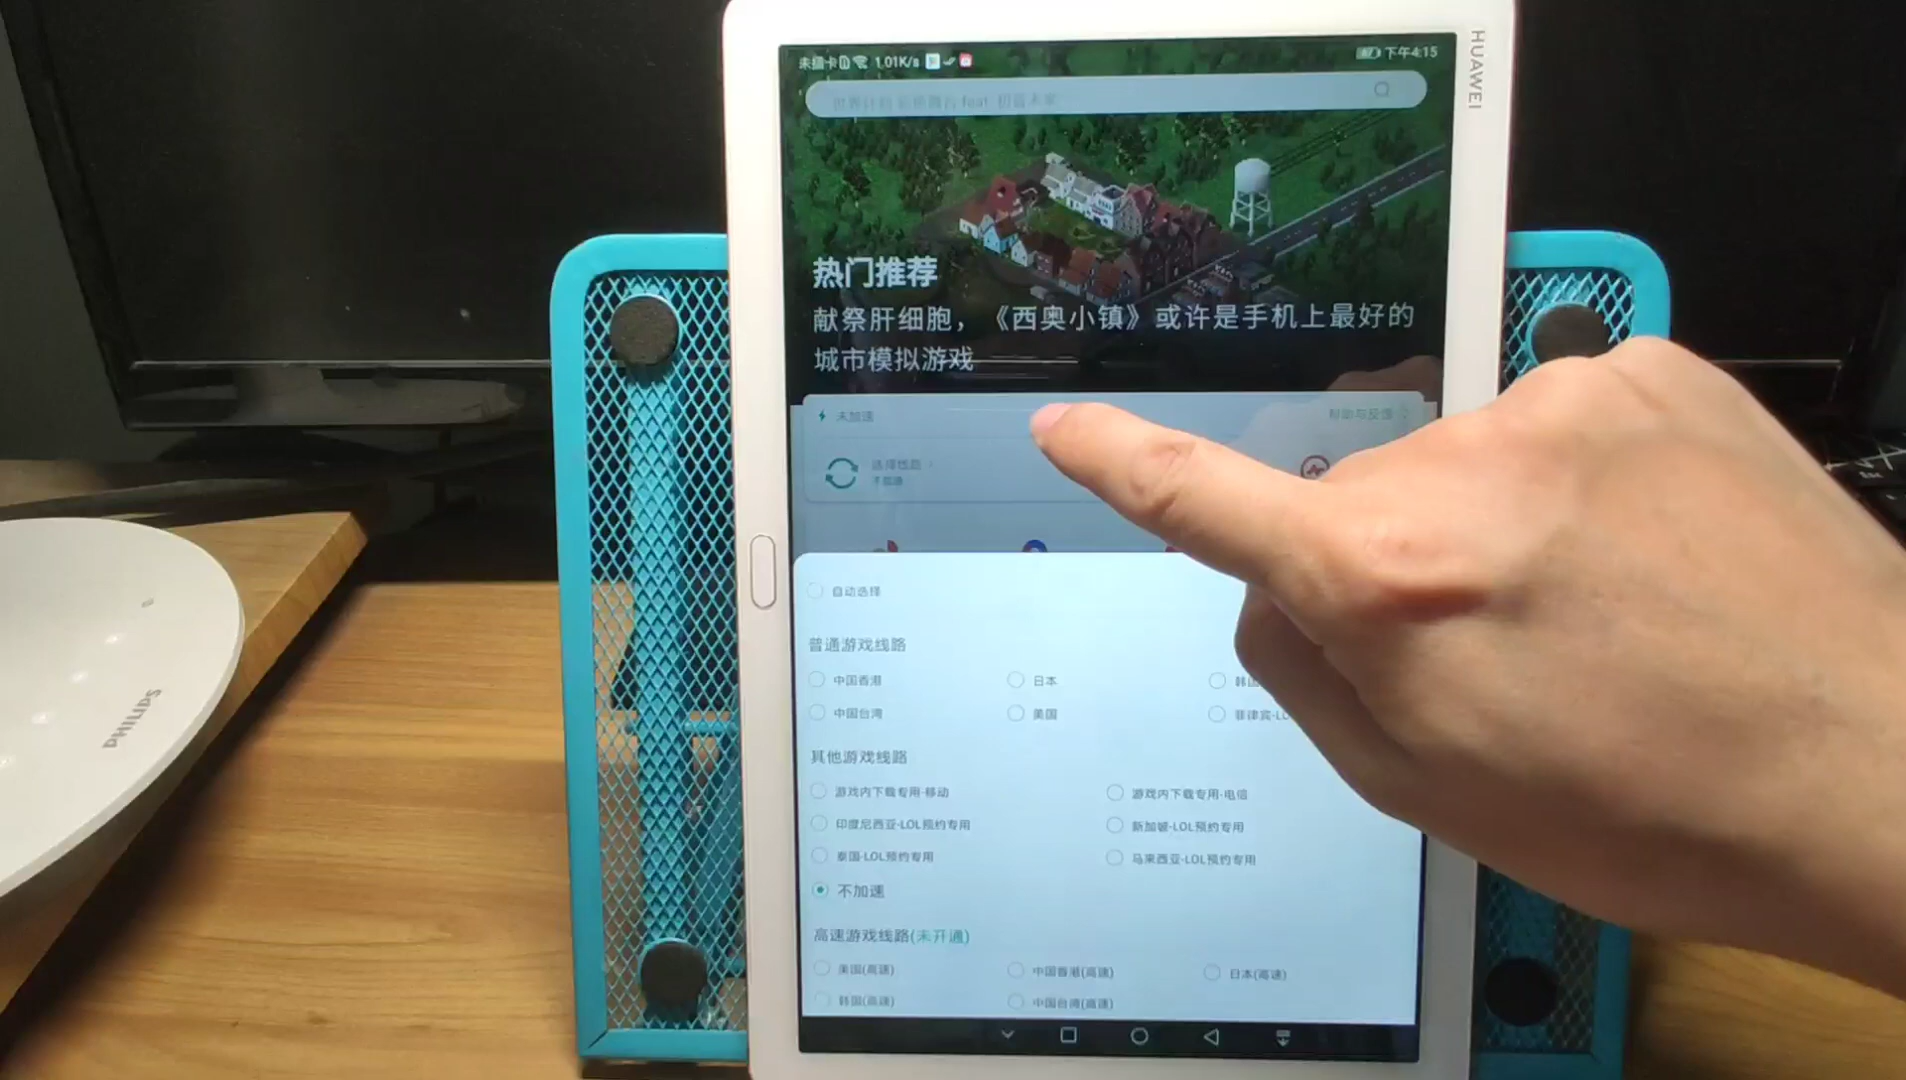 未插卡 1.01K/s 下午4:15
HUAWEI
热门推荐
献祭肝细胞，《西奥小镇》或许是手机上最好的
城市模拟游戏
未加速 帮助与反馈
选择线路
不加速
自动选择
普通游戏线路
中国香港 日本 韩国
中国台湾 美国 菲律宾-LO
其他游戏线路
游戏内下载专用-移动 游戏内下载专用-电信
印度尼西亚-LOL预约专用 新加坡-LOL预约专用
泰国-LOL预约专用 马来西亚-LOL预约专用
不加速
高速游戏线路(未开通)
美国(高速) 中国香港(高速) 日本(高速)
韩国(高速) 中国台湾(高速)
PHILIPS
Esc